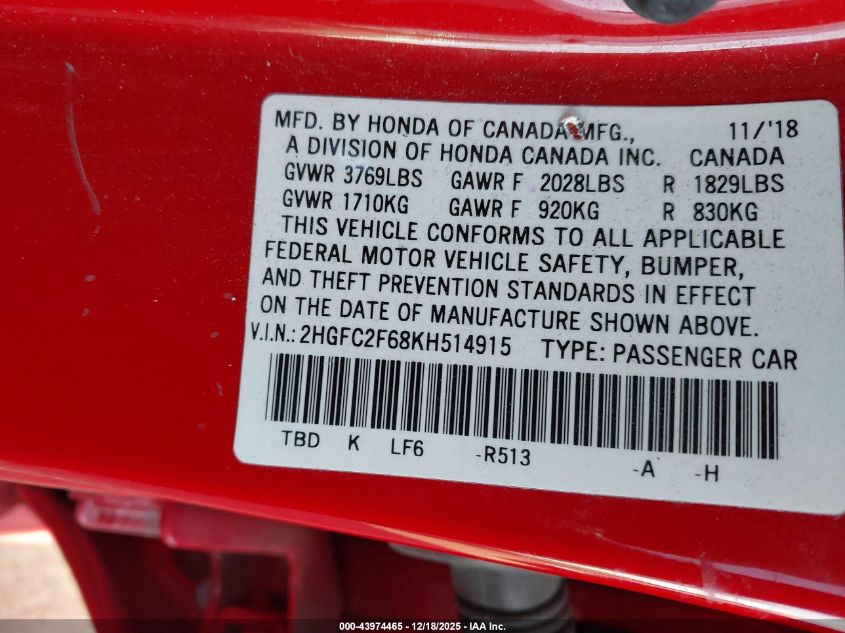 MFD. BY HONDA OF CANADA MFG., 11/'18
A DIVISION OF HONDA CANADA INC. CANADA
GVWR 3769LBS GAWR F 2028LBS R 1829LBS
GVWR 1710KG GAWR F 920KG R 830KG
THIS VEHICLE CONFORMS TO ALL APPLICABLE
FEDERAL MOTOR VEHICLE SAFETY, BUMPER,
AND THEFT PREVENTION STANDARDS IN EFFECT
ON THE DATE OF MANUFACTURE SHOWN ABOVE.
V.I.N.: 2HGFC2F68KH514915 TYPE: PASSENGER CAR
TBD K LF6 -R513 -A -H
000-43974465 - 12/18/2025 - IAA Inc.